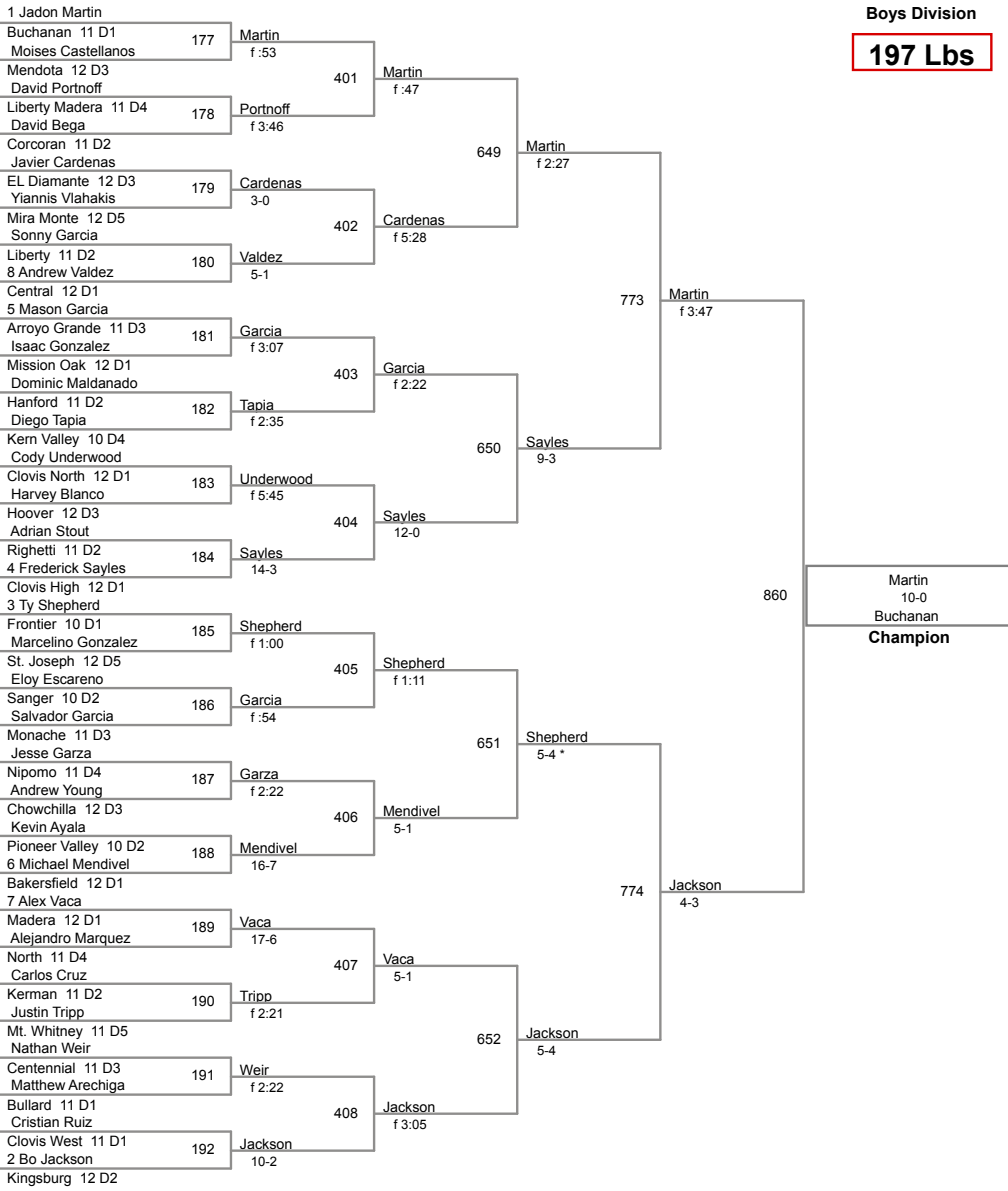 1 Jadon Martin
Buchanan 11 D1
Moises Castellanos
Mendota 12 D3
David Portnoff
Liberty Madera 11 D4
David Bega
Corcoran 11 D2
Javier Cardenas
EL Diamante 12 D3
Yiannis Vlahakis
Mira Monte 12 D5
Sonny Garcia
Liberty 11 D2
8 Andrew Valdez
Central 12 D1
5 Mason Garcia
Arroyo Grande 11 D3
Isaac Gonzalez
Mission Oak 12 D1
Dominic Maldanado
Hanford 11 D2
Diego Tapia
Kern Valley 10 D4
Cody Underwood
Clovis North 12 D1
Harvey Blanco
Hoover 12 D3
Adrian Stout
Righetti 11 D2
4 Frederick Sayles
Clovis High 12 D1
3 Ty Shepherd
Frontier 10 D1
Marcelino Gonzalez
St. Joseph 12 D5
Eloy Escareno
Sanger 10 D2
Salvador Garcia
Monache 11 D3
Jesse Garza
Nipomo 11 D4
Andrew Young
Chowchilla 12 D3
Kevin Ayala
Pioneer Valley 10 D2
6 Michael Mendivel
Bakersfield 12 D1
7 Alex Vaca
Madera 12 D1
Alejandro Marquez
North 11 D4
Carlos Cruz
Kerman 11 D2
Justin Tripp
Mt. Whitney 11 D5
Nathan Weir
Centennial 11 D3
Matthew Arechiga
Bullard 11 D1
Cristian Ruiz
Clovis West 11 D1
2 Bo Jackson
Kingsburg 12 D2
177
178
179
180
181
182
183
184
185
186
187
188
189
190
191
192
Martin
f :53
Portnoff
f 3:46
Cardenas
3-0
Valdez
5-1
Garcia
f 3:07
Tapia
f 2:35
Underwood
f 5:45
Sayles
14-3
Shepherd
f 1:00
Garcia
f :54
Garza
f 2:22
Mendivel
16-7
Vaca
17-6
Tripp
f 2:21
Weir
f 2:22
Jackson
10-2
401
402
403
404
405
406
407
408
Martin
f :47
Cardenas
f 5:28
Garcia
f 2:22
Sayles
12-0
Shepherd
f 1:11
Mendivel
5-1
Vaca
5-1
Jackson
f 3:05
649
650
651
652
Martin
f 2:27
Sayles
9-3
Shepherd
5-4 *
Jackson
5-4
773
774
Martin
f 3:47
Jackson
4-3
860
Boys Division
197 Lbs
Martin
10-0
Buchanan
Champion